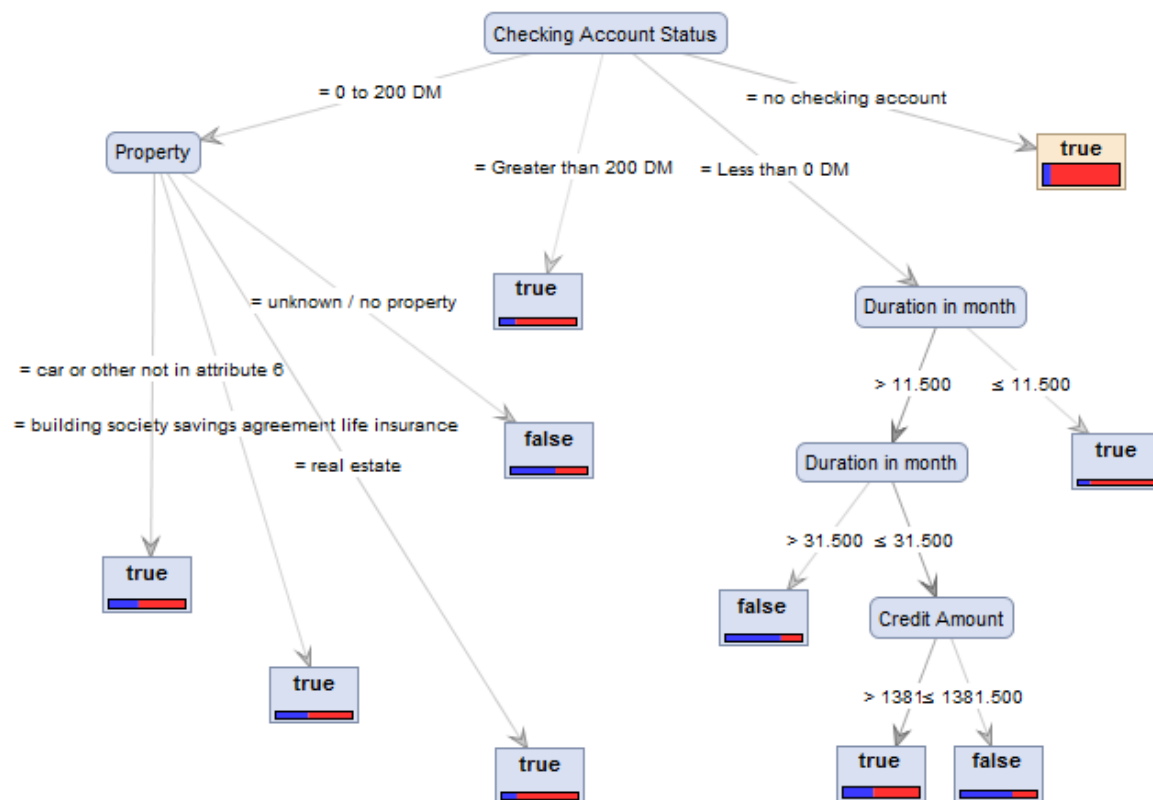 Checking Account Status
= 0 to 200 DM
= no checking account
Property
true
= Greater than 200 DM
= Less than 0 DM
true
= unknown / no property
Duration in month
= car or other not in attribute 6
> 11.500
≤ 11.500
= building society savings agreement life insurance
false
true
= real estate
Duration in month
> 31.500
≤ 31.500
true
false
Credit Amount
true
> 1381
≤ 1381.500
true
true
false